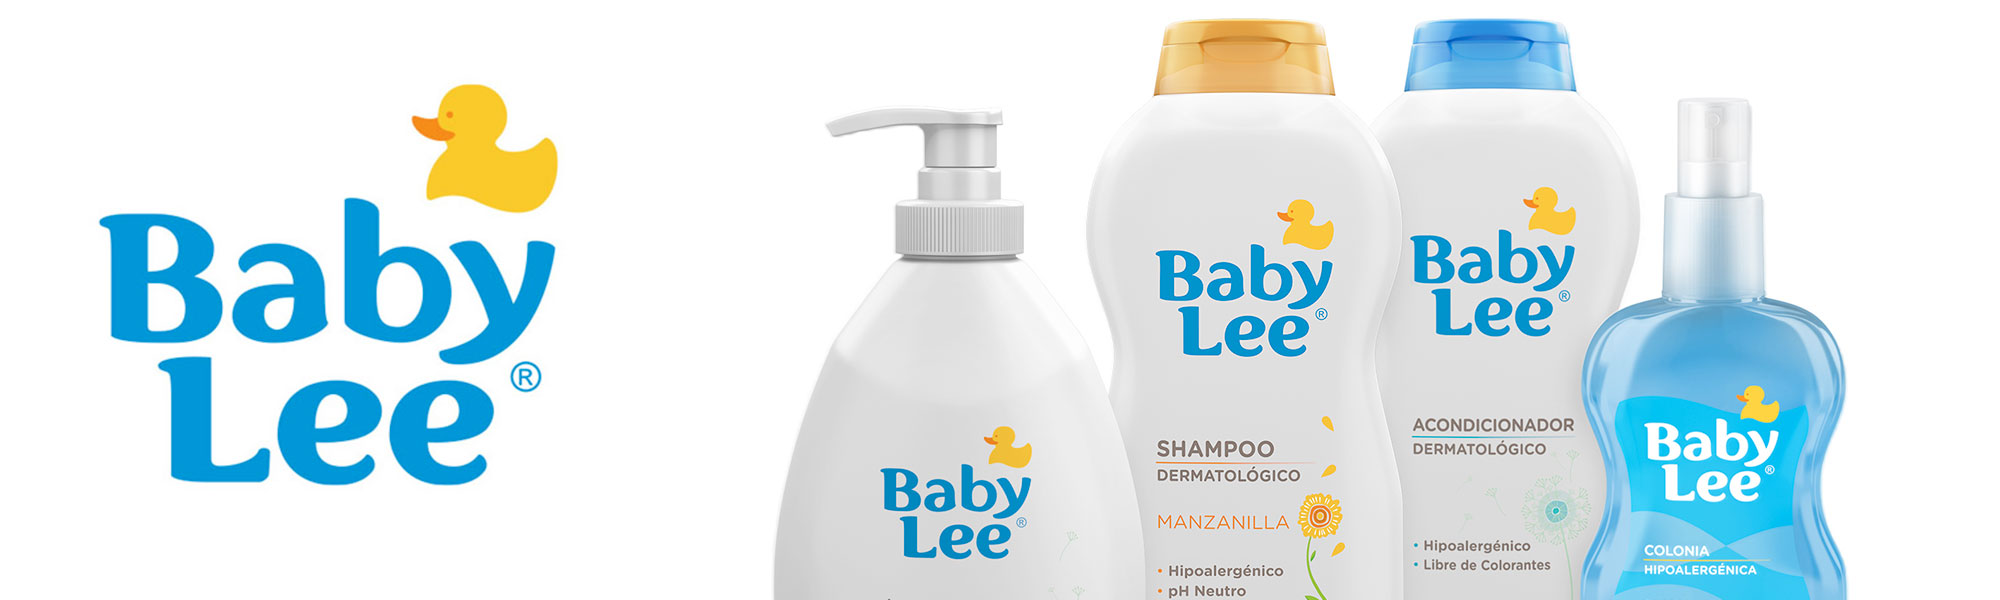 Baby
Lee®
Baby
Lee®
Baby
Lee®
SHAMPOO
DERMATOLÓGICO
MANZANILLA
• Hipoalergénico
• pH Neutro
Baby
Lee®
ACONDICIONADOR
DERMATOLÓGICO
• Hipoalergénico
• Libre de Colorantes
Baby
Lee®
COLONIA
HIPOALERGÉNICA